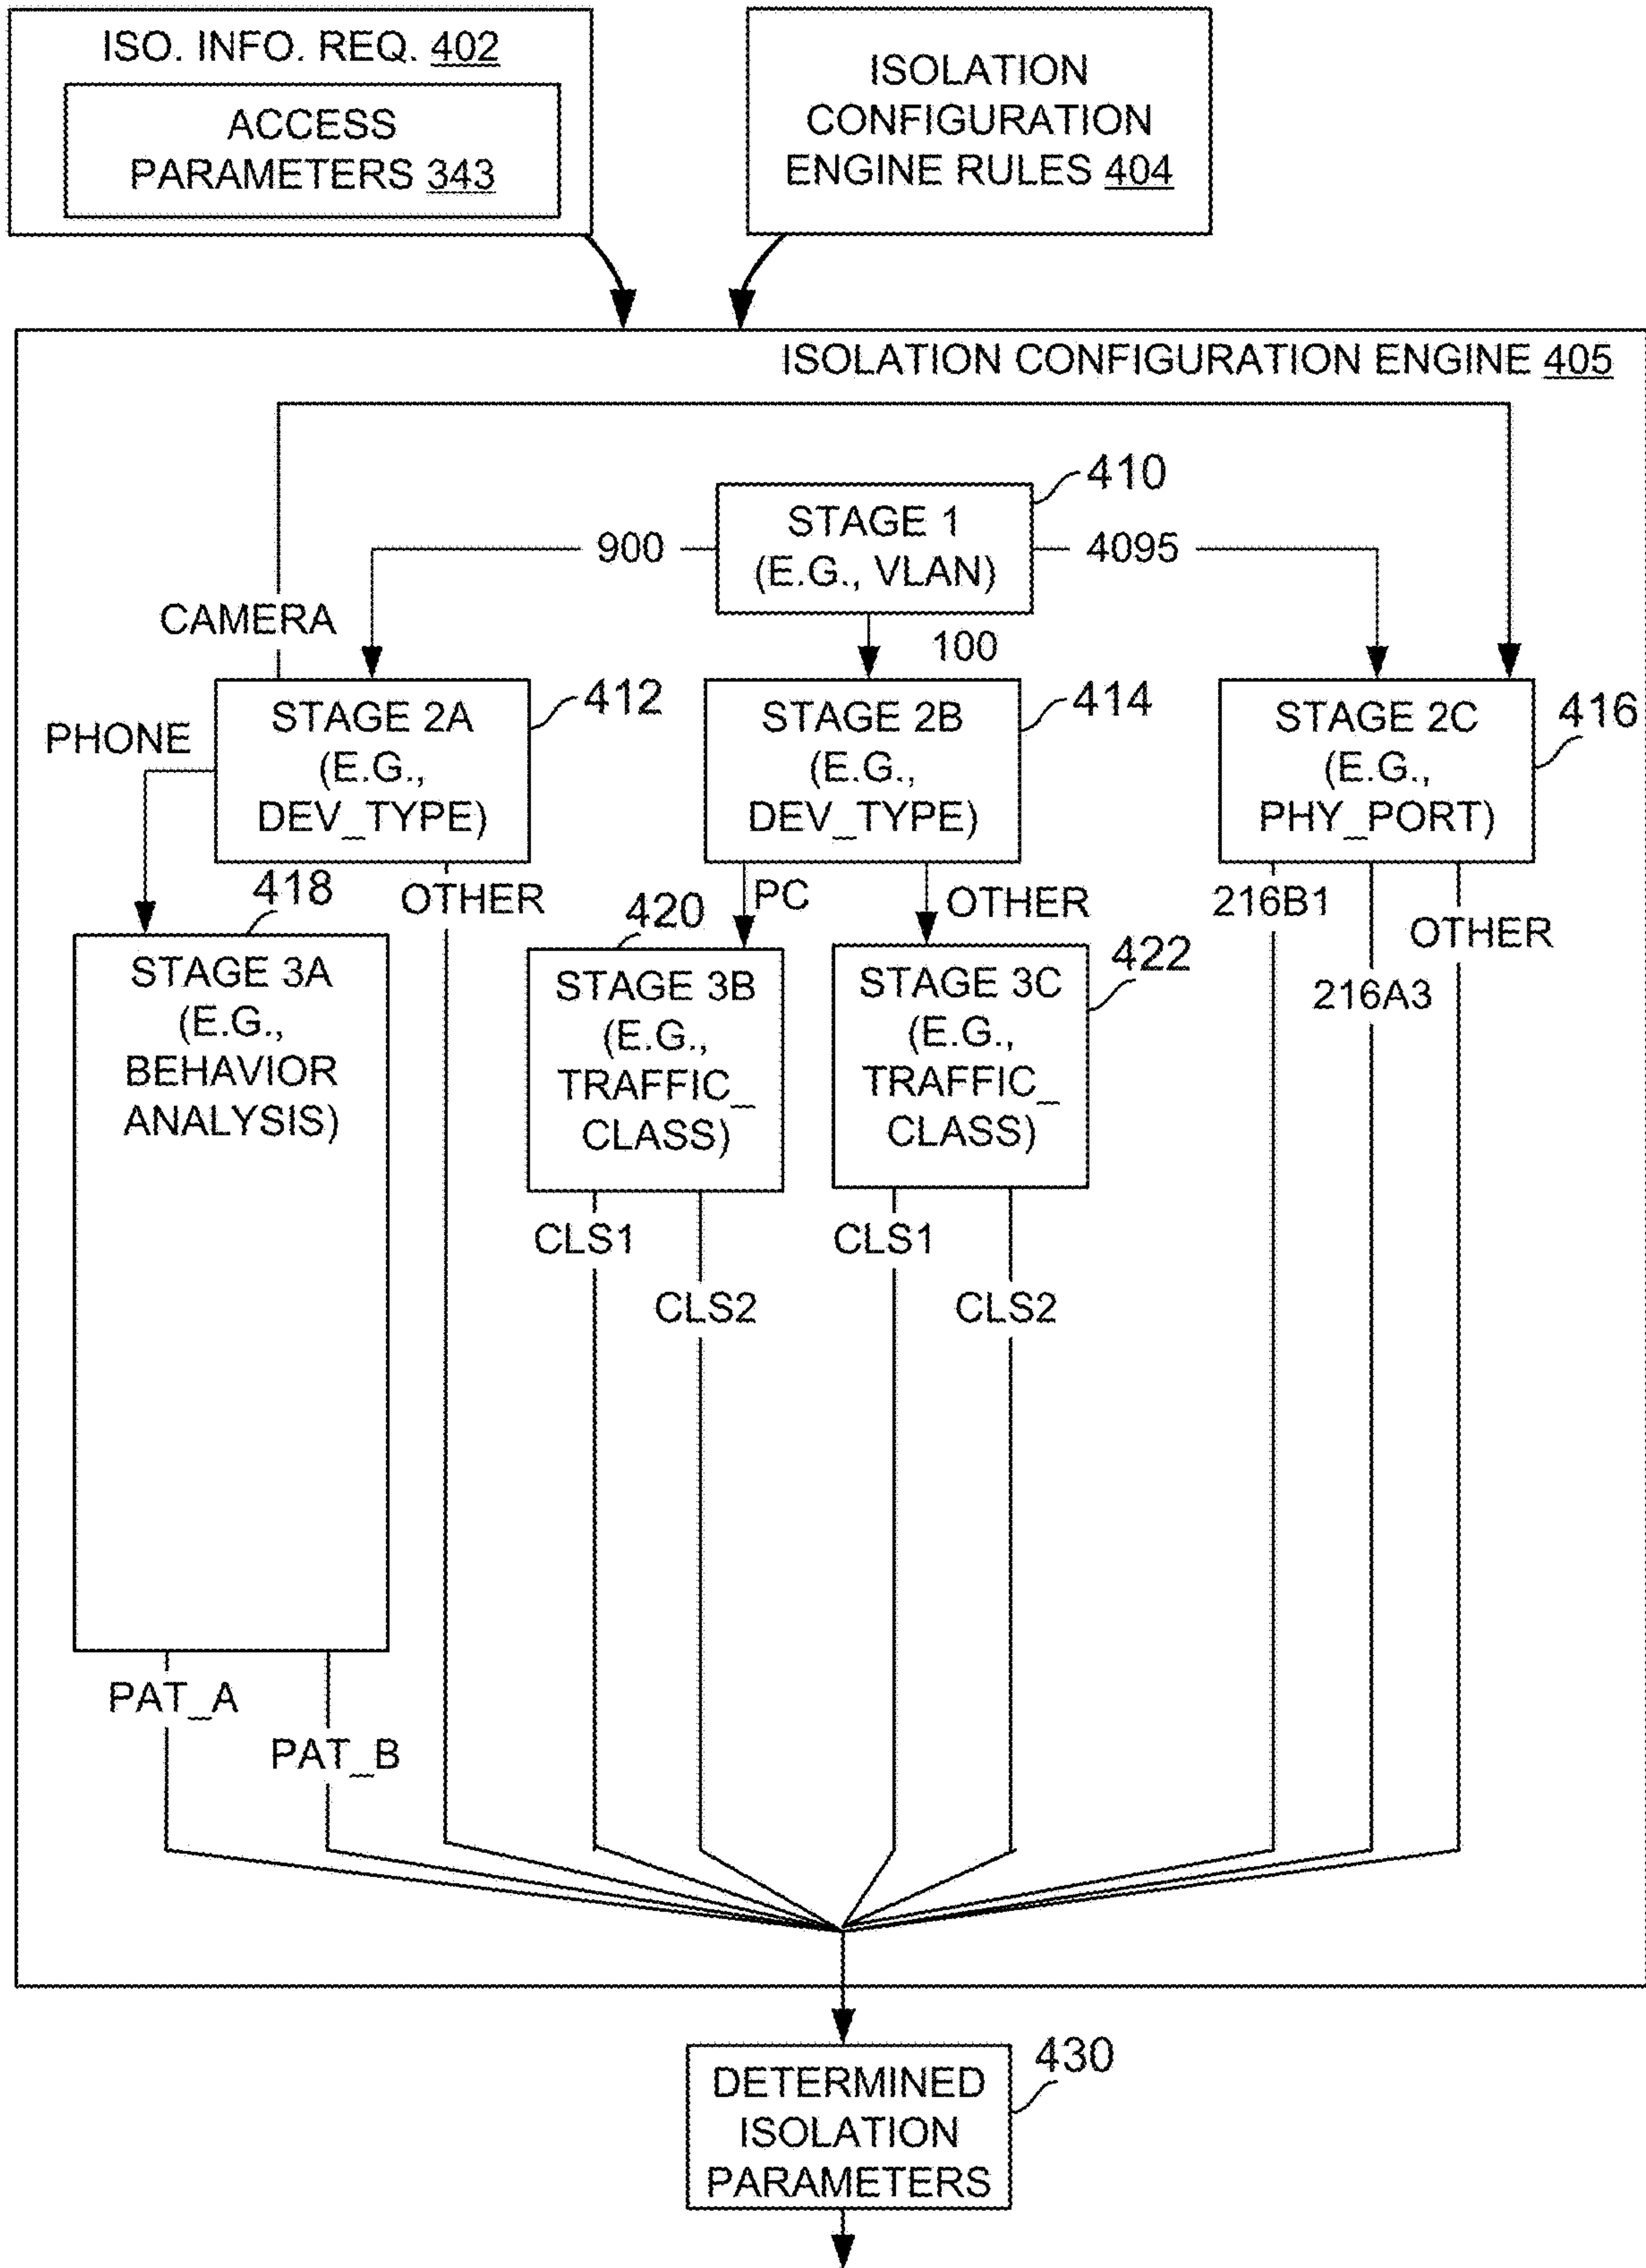 ISO. INFO. REQ. 402
ACCESS
PARAMETERS 343
ISOLATION
CONFIGURATION
ENGINE RULES 404
ISOLATION CONFIGURATION ENGINE 405
410
STAGE 1
(E.G., VLAN)
900
4095
100
CAMERA
PHONE
STAGE 2A
(E.G.,
DEV_TYPE)
412
STAGE 2B
(E.G.,
DEV_TYPE)
414
STAGE 2C
(E.G.,
PHY_PORT)
416
418
OTHER
420
PC
OTHER
422
216B1
216A3
OTHER
STAGE 3A
(E.G.,
BEHAVIOR
ANALYSIS)
STAGE 3B
(E.G.,
TRAFFIC_
CLASS)
STAGE 3C
(E.G.,
TRAFFIC_
CLASS)
CLS1
CLS2
CLS1
CLS2
PAT_A
PAT_B
430
DETERMINED
ISOLATION
PARAMETERS